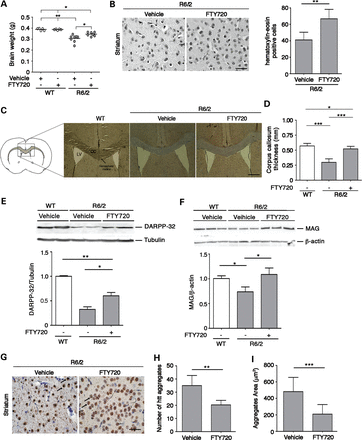 A
Brain weight (g)
0.6
0.4
0.2
0.0
*
**
*
Vehicle + - + -
FTY720 - + - +
WT R6/2
B
R6/2
Vehicle FTY720
Striatum
hematoxylin-eosin
positive cells
100
80
60
40
20
0
**
Vehicle
FTY720
R6/2
C
R6/2
WT Vehicle FTY720
LV
cc
D
Corpus callosum
thickness (mm)
1.0
0.8
0.6
0.4
0.2
0.0
*
***
***
FTY720 - - +
WT R6/2
E
WT R6/2
Vehicle Vehicle FTY720
DARPP-32
Tubulin
DARPP-32/Tubulin
1.5
1.0
0.5
0.0
**
*
FTY720 - - +
WT R6/2
F
WT R6/2
Vehicle Vehicle FTY720
MAG
β-actin
MAG/β-actin
1.5
1.0
0.5
0.0
*
*
FTY720 - - +
WT R6/2
G
R6/2
Vehicle FTY720
Striatum
H
Number of htt aggregates
50
40
30
20
10
0
**
Vehicle FTY720
I
Aggregates Area (µm²)
800
600
400
200
0
***
Vehicle FTY720